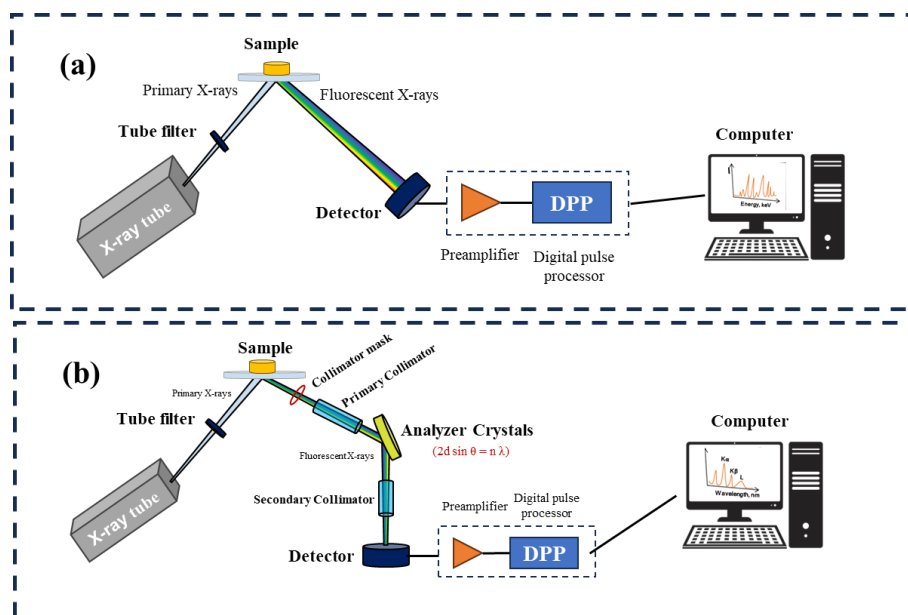 (a)
Sample
Primary X-rays
Fluorescent X-rays
Tube filter
X-ray tube
Detector
Preamplifier
DPP
Digital pulse
processor
Computer
I
Energy, keV
(b)
Sample
Collimator mask
Primary Collimator
Primary X-rays
Tube filter
X-ray tube
Analyzer Crystals
(2d sin θ = n λ)
Fluorescent X-rays
Secondary Collimator
Detector
Preamplifier
Digital pulse
processor
DPP
Computer
Kα
Kβ
L
Wavelength, nm